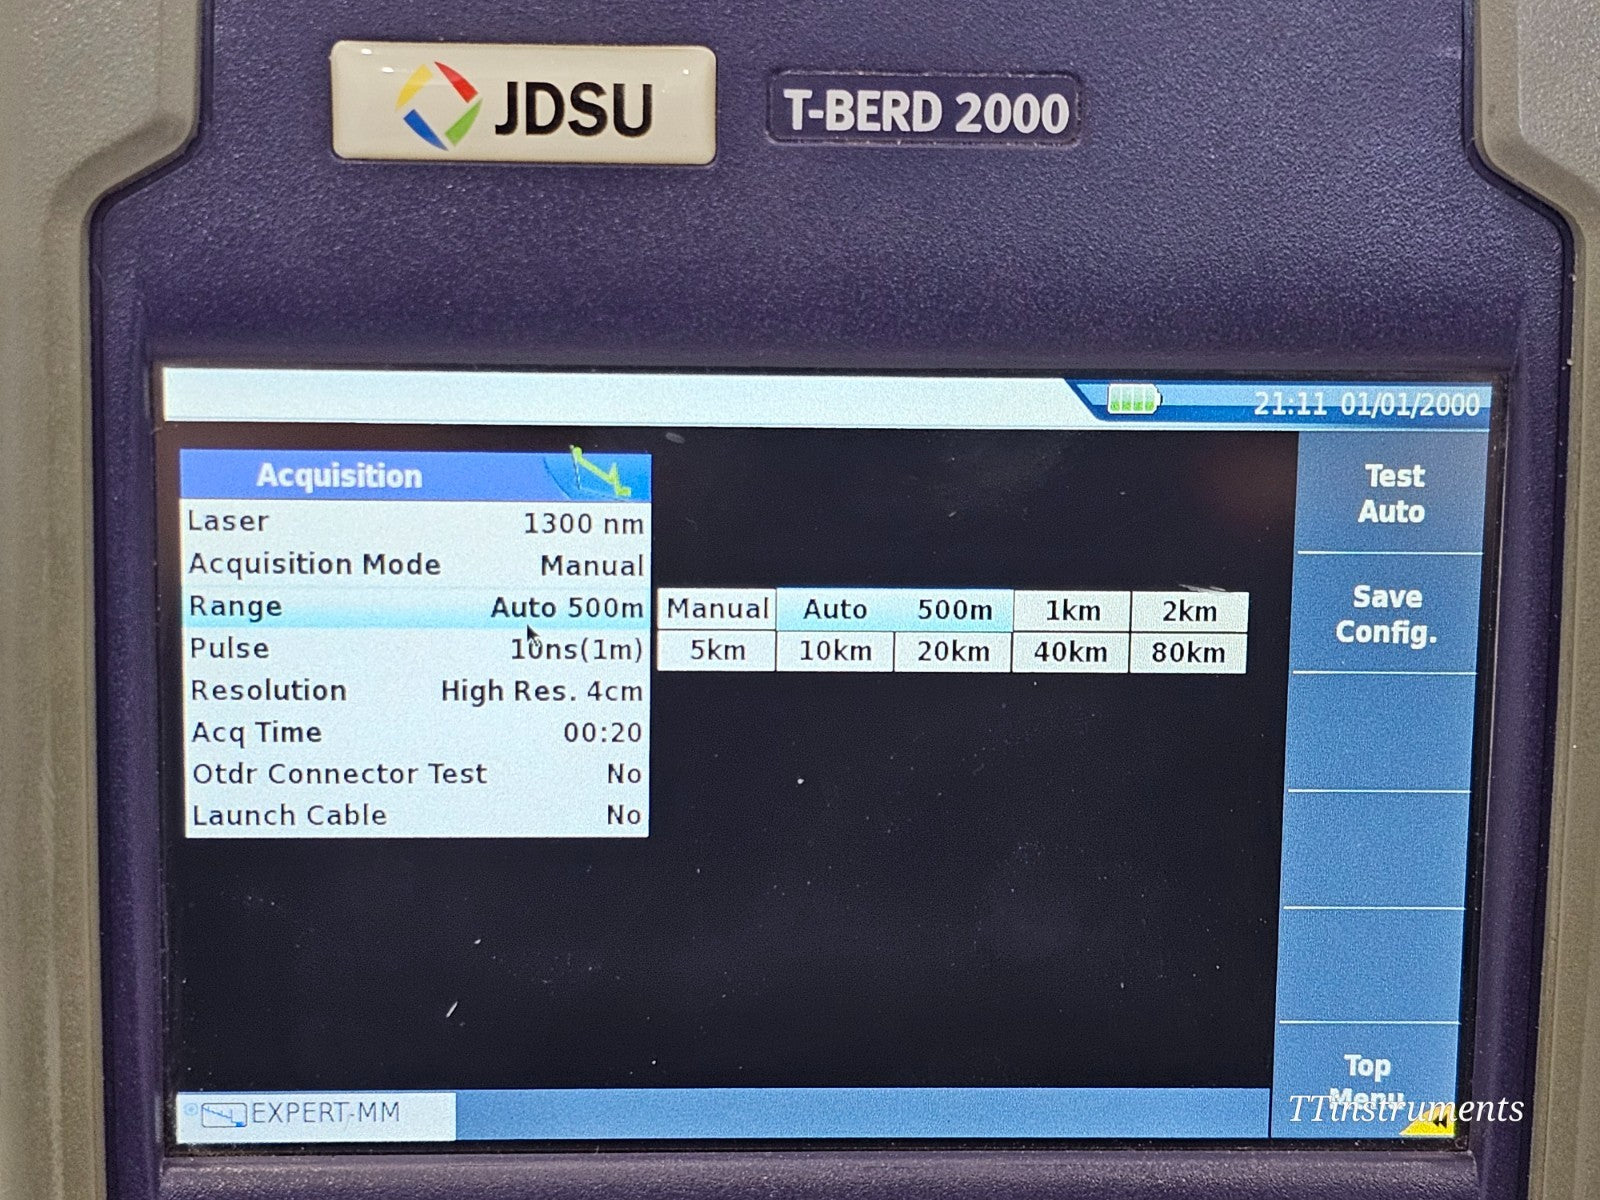 JDSU
T-BERD 2000
21:11 01/01/2000
Acquisition
Laser 1300 nm
Acquisition Mode Manual
Range Auto 500m
Pulse 10ns(1m)
Resolution High Res. 4cm
Acq Time 00:20
Otdr Connector Test No
Launch Cable No
Manual Auto 500m 1km 2km
5km 10km 20km 40km 80km
Test
Auto
Save
Config.
Top
Menu
EXPERT-MM
TTinstruments